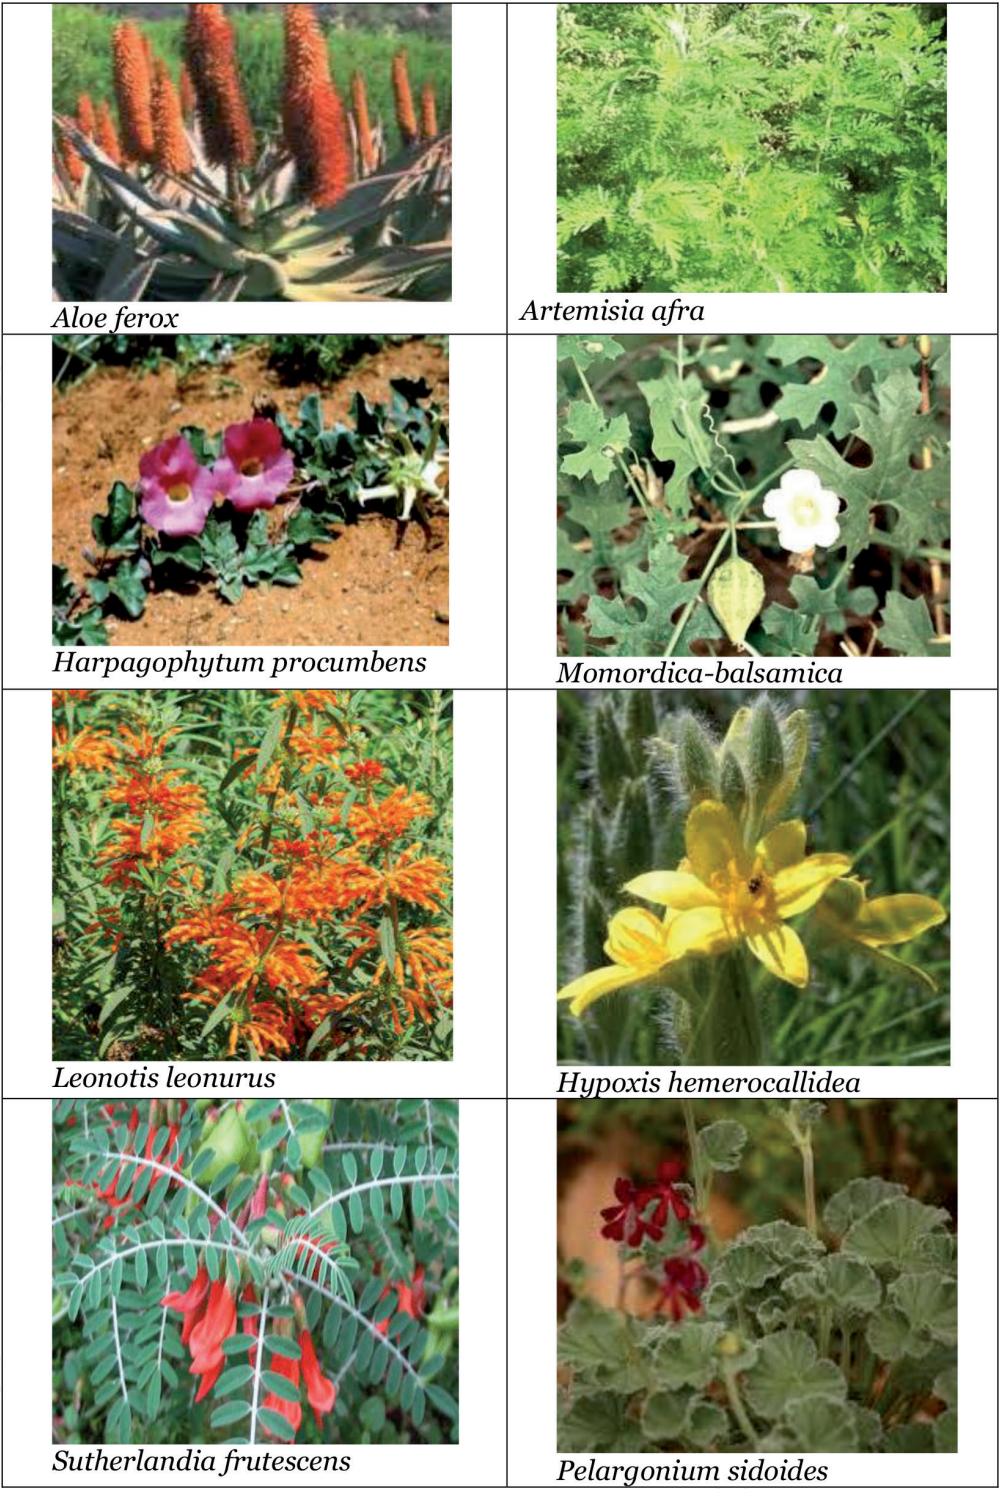 Aloe ferox
Artemisia afra
Harpagophytum procumbens
Momordica-balsamica
Leonotis leonurus
Hypoxis hemerocallidea
Sutherlandia frutescens
Pelargonium sidoides